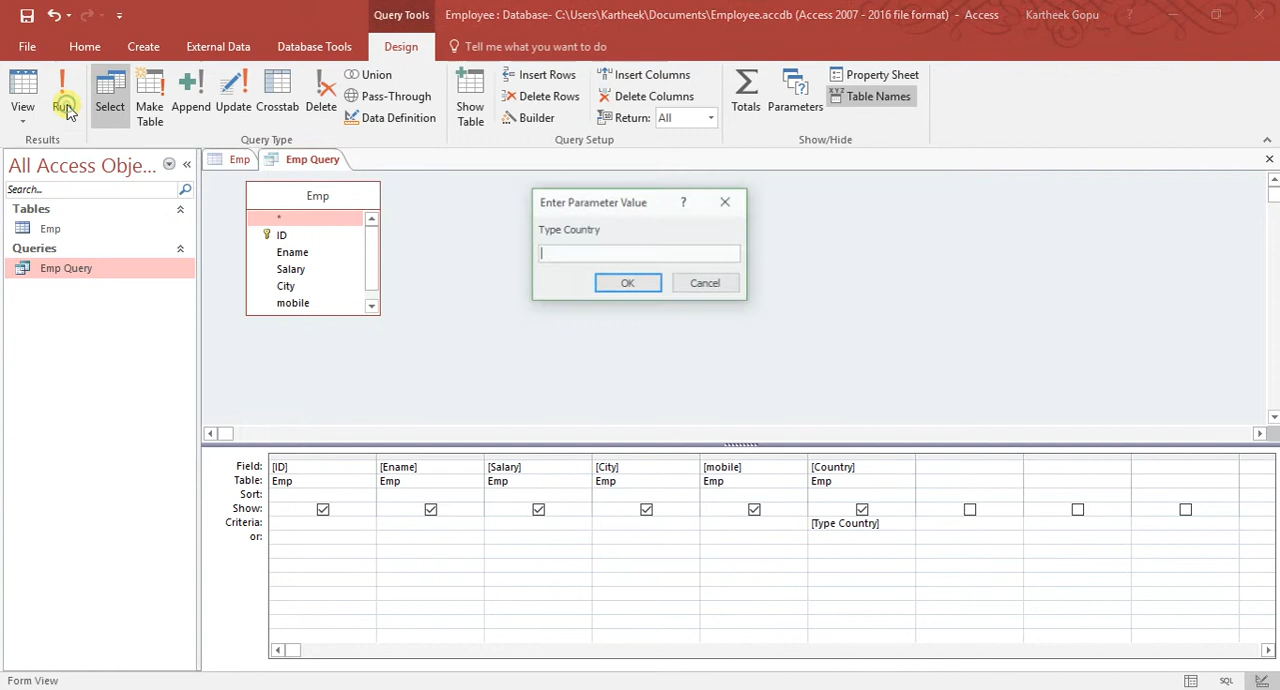 Query Tools
Employee : Database- C:\Users\Kartheek\Documents\Employee.accdb (Access 2007 - 2016 file format) - Access
Kartheek Gopu
?
File
Home
Create
External Data
Database Tools
Design
Tell me what you want to do
View
Run
Results
Select
Make Table
Append
Update
Crosstab
Delete
Union
Pass-Through
Data Definition
Query Type
Show Table
Insert Rows
Delete Rows
Builder
Insert Columns
Delete Columns
Return: All
Query Setup
Totals
Parameters
Property Sheet
Table Names
Show/Hide
All Access Obje...
Search...
Tables
Emp
Queries
Emp Query
Emp
Emp Query
Emp
*
ID
Ename
Salary
City
mobile
Enter Parameter Value
?
Type Country
OK
Cancel
Field: [ID] [Ename] [Salary] [City] [mobile] [Country]
Table: Emp Emp Emp Emp Emp Emp
Sort:
Show:
Criteria: [Type Country]
or:
Form View
SQL